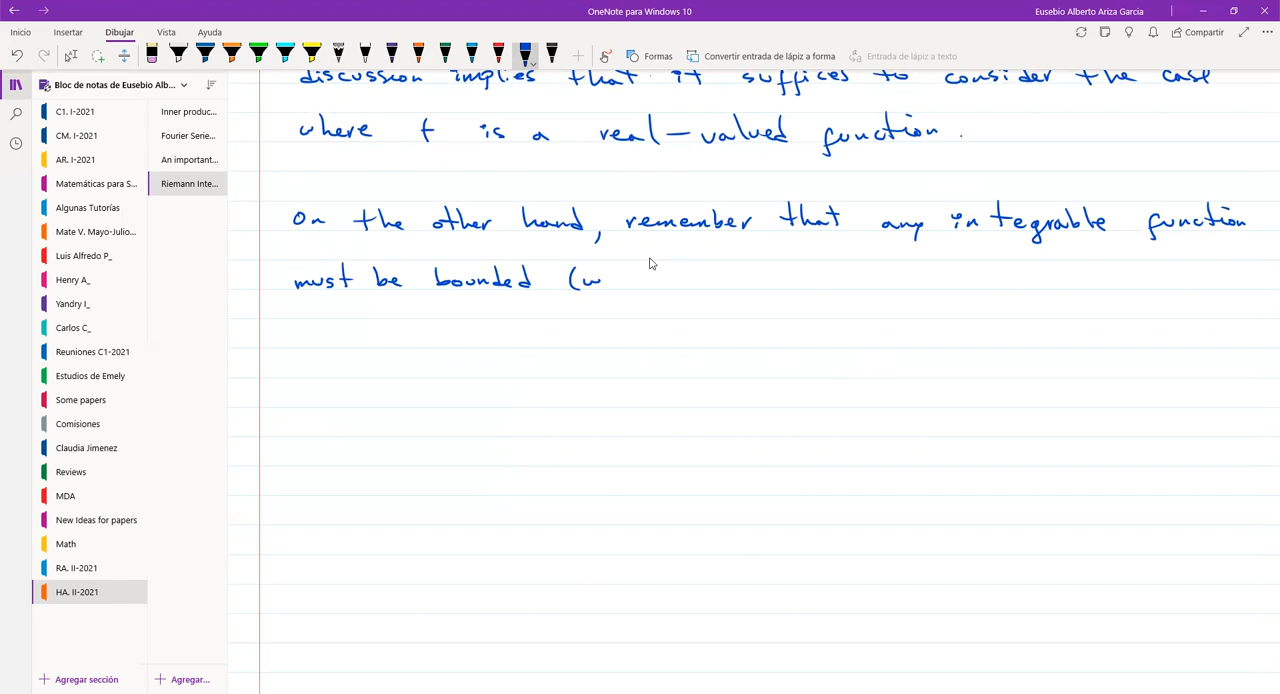 OneNote para Windows 10
Eusebio Alberto Ariza Garcia
Inicio
Insertar
Dibujar
Vista
Ayuda
Compartir
Formas
Convertir entrada de lápiz a forma
Entrada de lápiz a texto
Bloc de notas de Eusebio Alb...
C1. I-2021
CM. I-2021
AR. I-2021
Matemáticas para S...
Algunas Tutorías
Mate V. Mayo-Julio...
Luis Alfredo P_
Henry A_
Yandry I_
Carlos C_
Reuniones C1-2021
Estudios de Emely
Some papers
Comisiones
Claudia Jimenez
Reviews
MDA
New Ideas for papers
Math
RA. II-2021
HA. II-2021
Agregar sección
Inner produc...
Fourier Serie...
An important...
Riemann Inte...
Agregar...
discussion implies that it suffices to consider the case
where f is a real-valued function.
On the other hand, remember that any integrable function
must be bounded (w